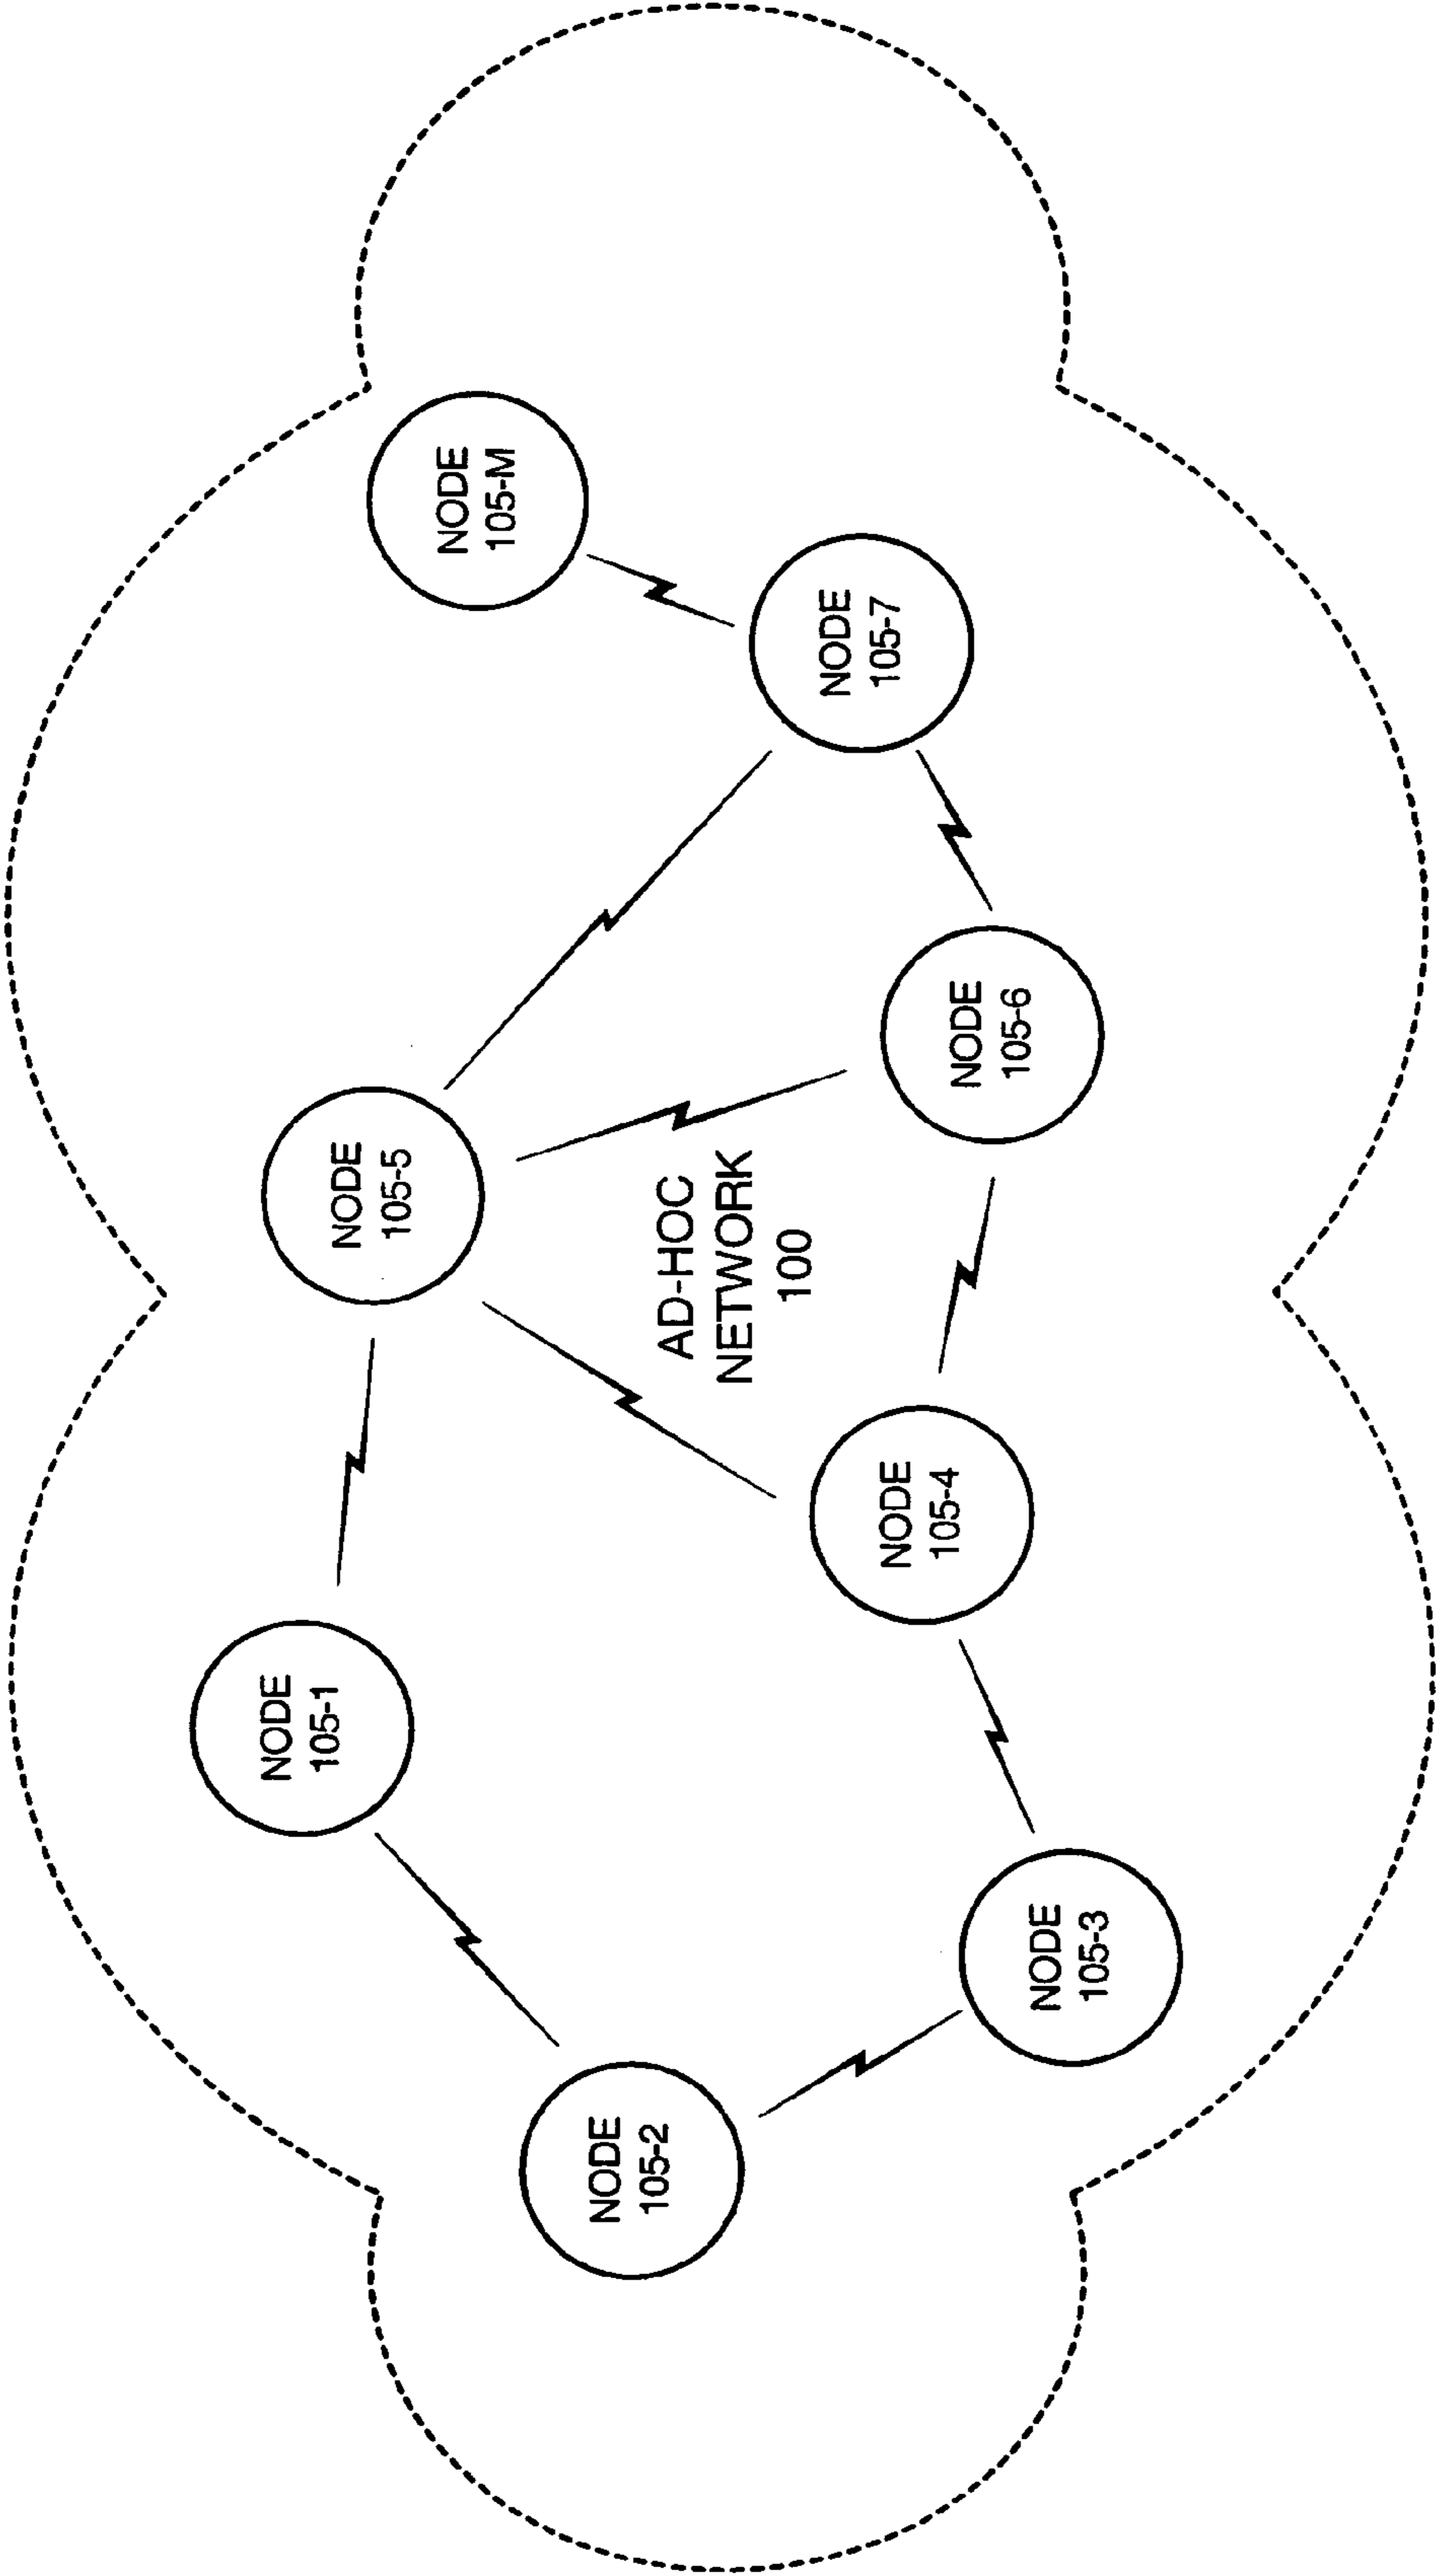 NODE
105-1
NODE
105-5
NODE
105-M
NODE
105-2
AD-HOC
NETWORK
100
NODE
105-7
NODE
105-4
NODE
105-6
NODE
105-3